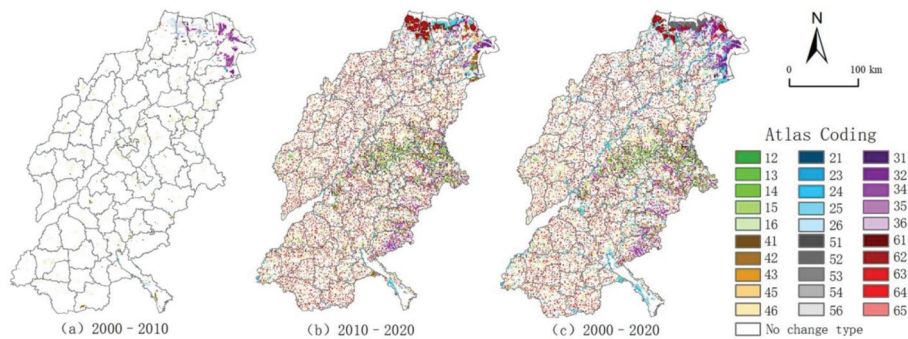 N
0 100 km
Atlas Coding
12 21 31
13 23 32
14 24 34
15 25 35
16 26 36
41 51 61
42 52 62
43 53 63
45 54 64
46 56 65
No change type
(a) 2000-2010 (b) 2010-2020 (c) 2000-2020